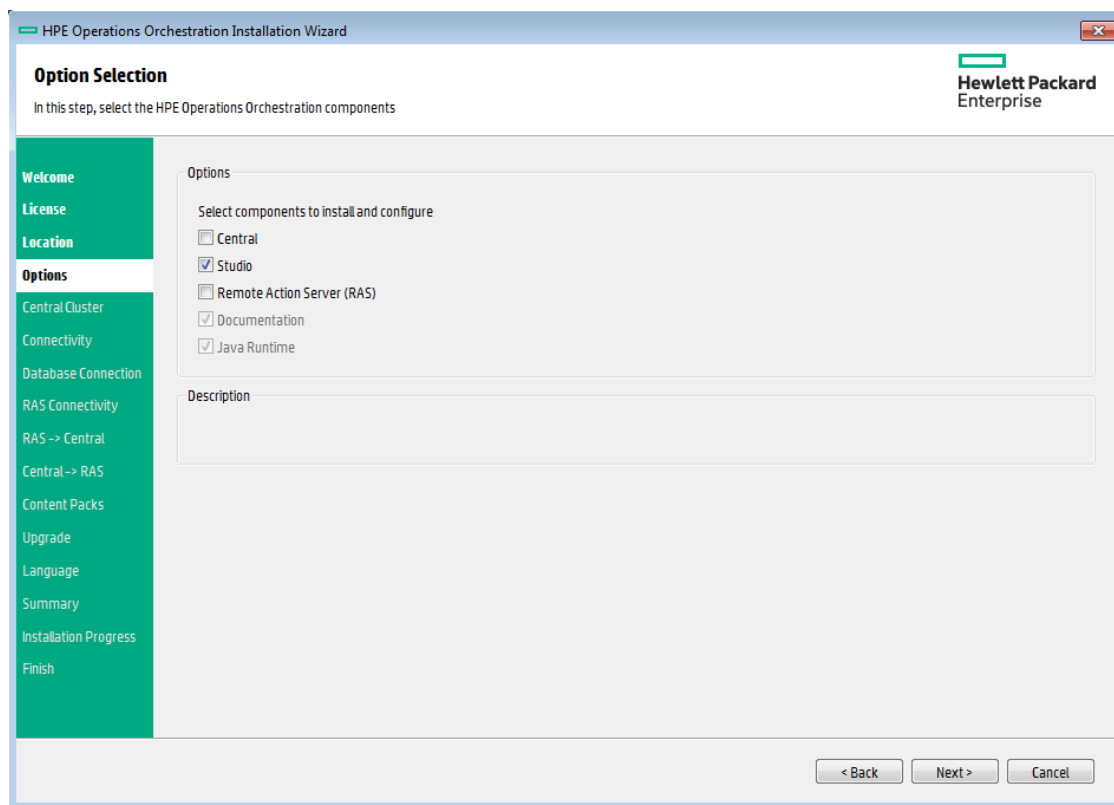 HPE Operations Orchestration Installation Wizard
Option Selection
In this step, select the HPE Operations Orchestration components
Hewlett Packard
Enterprise
Welcome
License
Location
Options
Central Cluster
Connectivity
Database Connection
RAS Connectivity
RAS -> Central
Central -> RAS
Content Packs
Upgrade
Language
Summary
Installation Progress
Finish
Options
Select components to install and configure
Central
Studio
Remote Action Server (RAS)
Documentation
Java Runtime
Description
< Back
Next >
Cancel